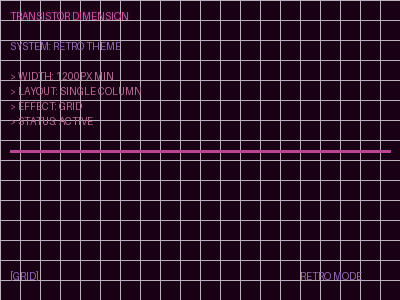 TRANSISTOR DIMENSION
SYSTEM: RETRO THEME
> WIDTH: 1200PX MIN
> LAYOUT: SINGLE COLUMN
> EFFECT: GRID
> STATUS: ACTIVE
[GRID]
RETRO MODE